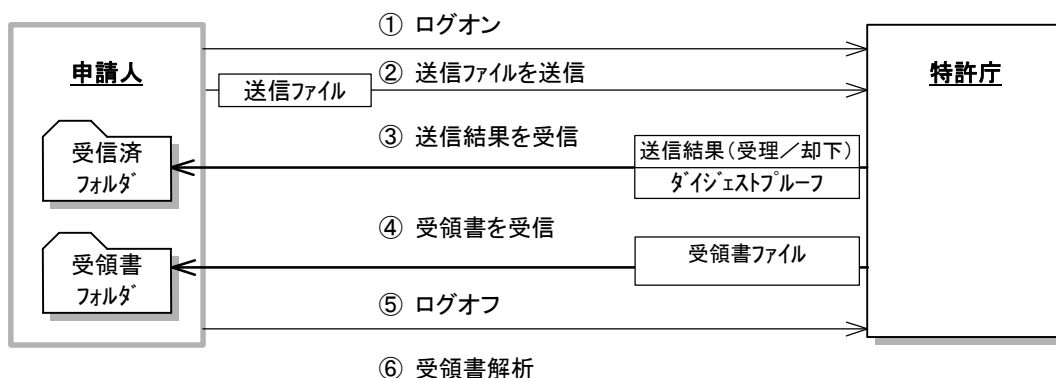 ① ログオン
申請人
特許庁
② 送信ファイルを送信
送信ファイル
③ 送信結果を受信
送信結果(受理/却下)
ダイジェストプルーフ
受信済
フォルダ
④ 受領書を受信
受領書ファイル
受領書
フォルダ
⑤ ログオフ
⑥ 受領書解析